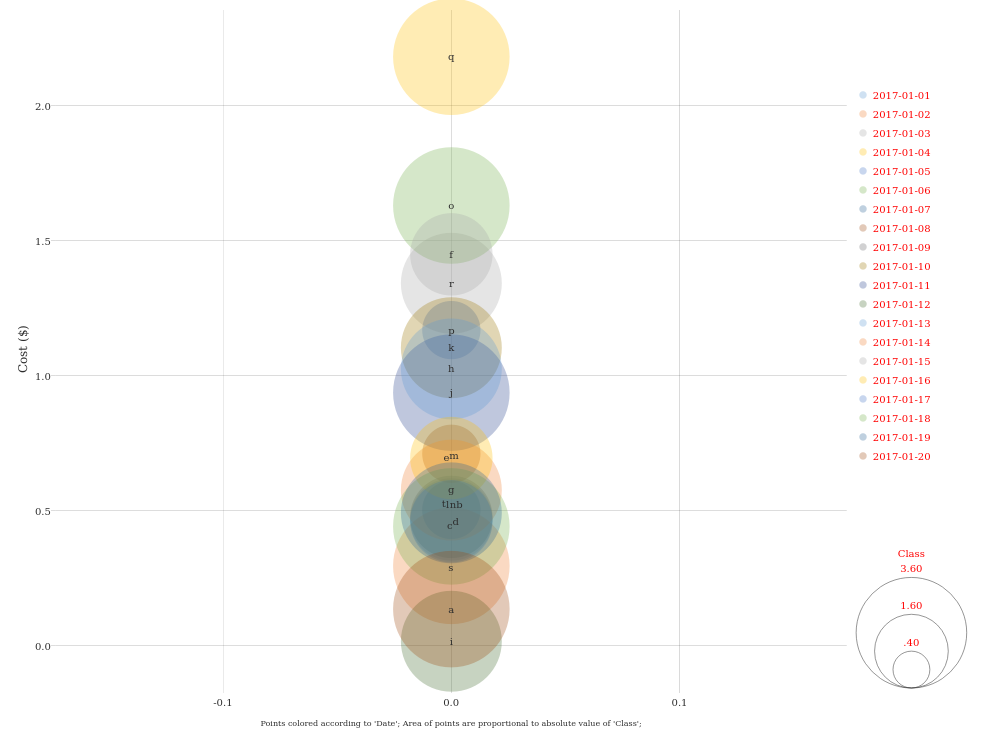 q
2.0
o
1.5
f
r
p
k
h
1.0
j
em
g
0.5
tlnb
cd
s
a
i
0.0
Cost ($)
-0.1
0.0
0.1
Points colored according to 'Date'; Area of points are proportional to absolute value of 'Class';
2017-01-01
2017-01-02
2017-01-03
2017-01-04
2017-01-05
2017-01-06
2017-01-07
2017-01-08
2017-01-09
2017-01-10
2017-01-11
2017-01-12
2017-01-13
2017-01-14
2017-01-15
2017-01-16
2017-01-17
2017-01-18
2017-01-19
2017-01-20
Class
3.60
1.60
.40